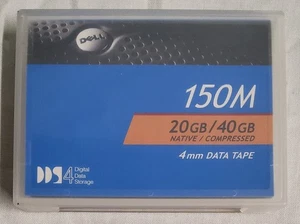 DELL
150M
20GB/40GB
NATIVE / COMPRESSED
4mm DATA TAPE
DDS4
Digital
Data
Storage